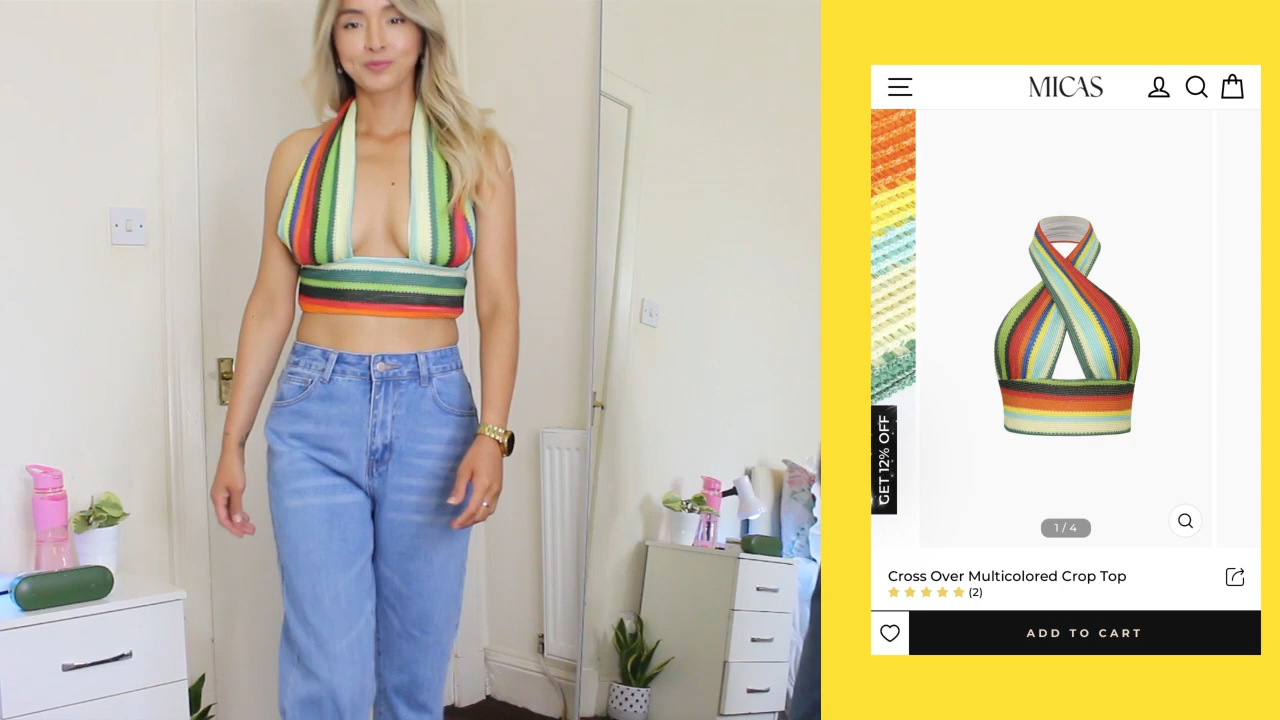 MICAS
GET 12% OFF
1 / 4
Cross Over Multicolored Crop Top
(2)
ADD TO CART